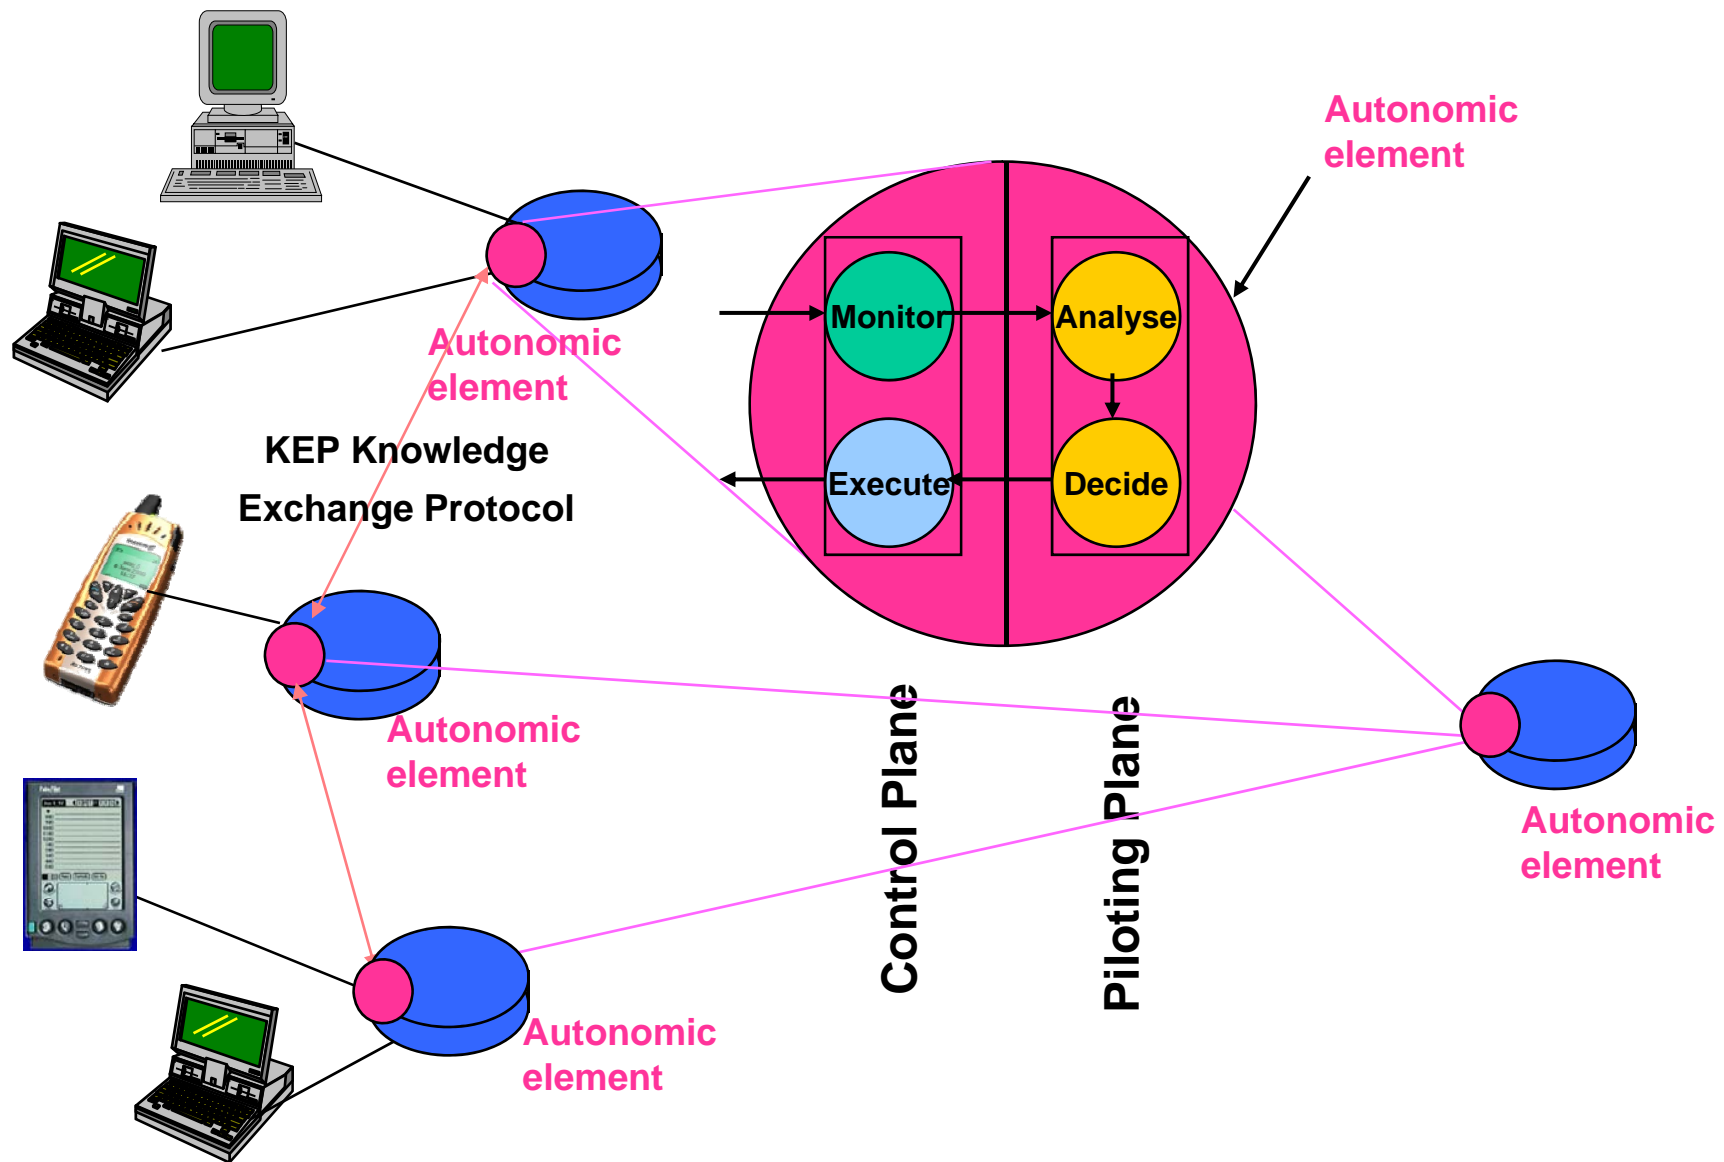 Autonomic
element
Monitor
Analyse
Autonomic
element
KEP Knowledge
Exchange Protocol
Execute
Decide
Autonomic
element
Control Plane
Piloting Plane
Autonomic
element
Autonomic
element